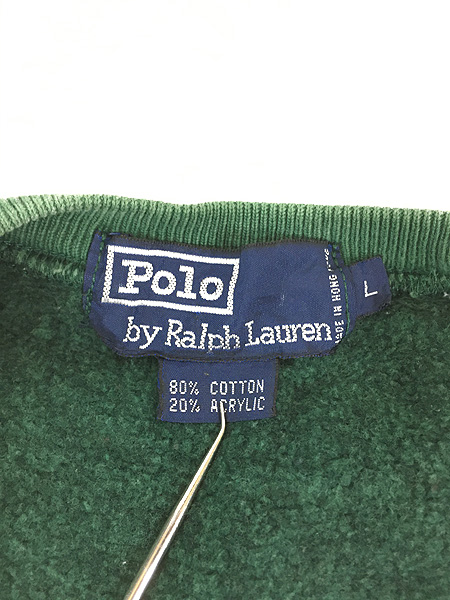 Polo
by Ralph Lauren
MADE IN HONG KONG
L
80% COTTON
20% ACRYLIC